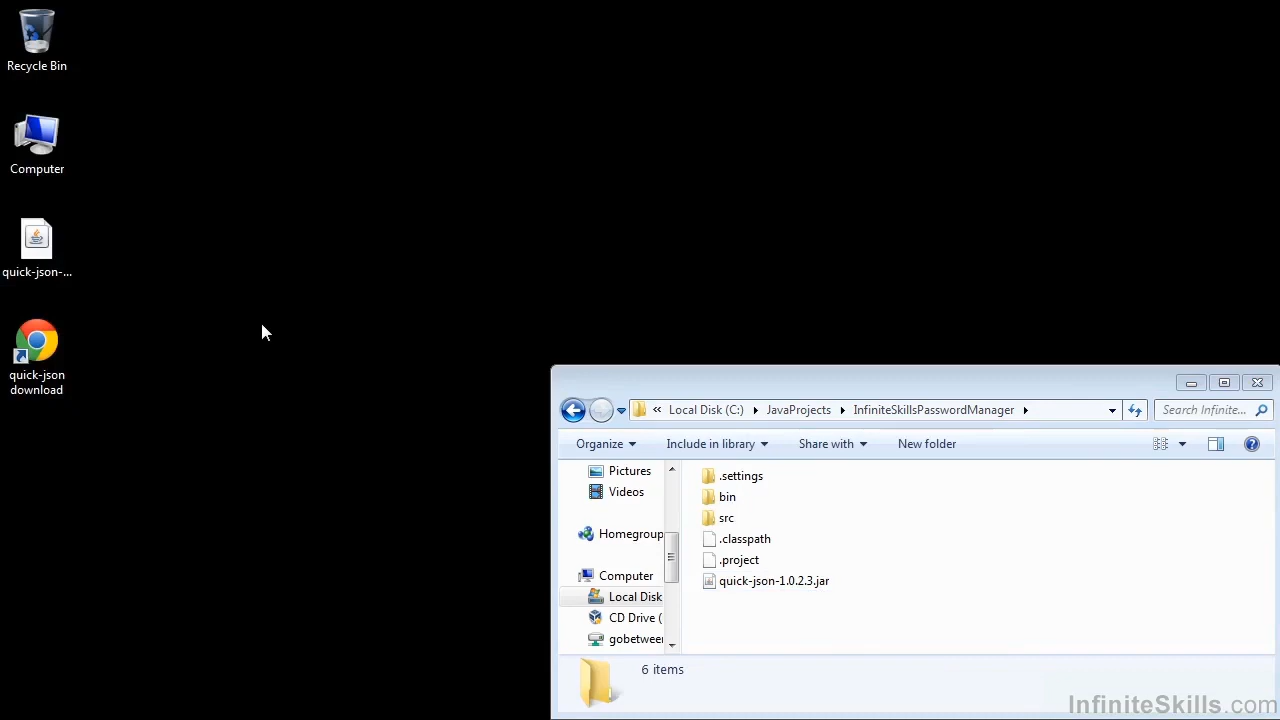 Recycle Bin
Computer
quick-json-...
quick-json
download
« Local Disk (C:) JavaProjects InfiniteSkillsPasswordManager
Search Infinite...
Organize Include in library Share with New folder
Pictures
Videos
Homegroup
Computer
Local Disk
CD Drive (
gobetween
.settings
bin
src
.classpath
.project
quick-json-1.0.2.3.jar
6 items
InfiniteSkills.com